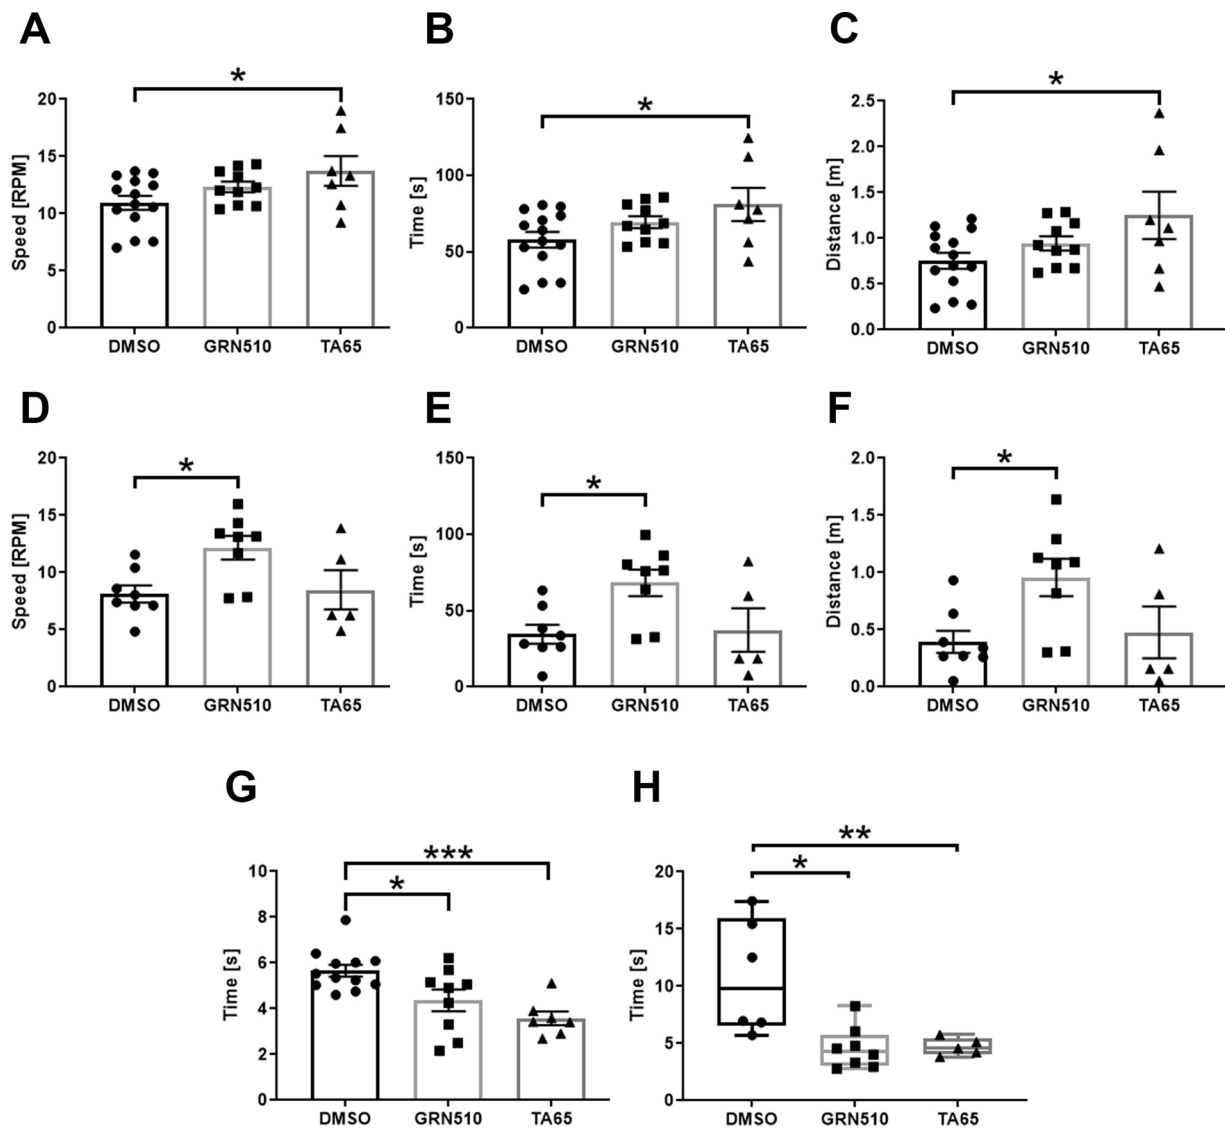 A
B
C
*
*
*
Speed [RPM]
20
15
10
5
0
DMSO
GRN510
TA65
Time [s]
150
100
50
0
DMSO
GRN510
TA65
Distance [m]
2.5
2.0
1.5
1.0
0.5
0.0
DMSO
GRN510
TA65
D
E
F
*
*
*
Speed [RPM]
20
15
10
5
0
DMSO
GRN510
TA65
Time [s]
150
100
50
0
DMSO
GRN510
TA65
Distance [m]
2.0
1.5
1.0
0.5
0.0
DMSO
GRN510
TA65
G
H
***
*
Time [s]
10
8
6
4
2
0
DMSO
GRN510
TA65
**
*
Time [s]
20
15
10
5
0
DMSO
GRN510
TA65